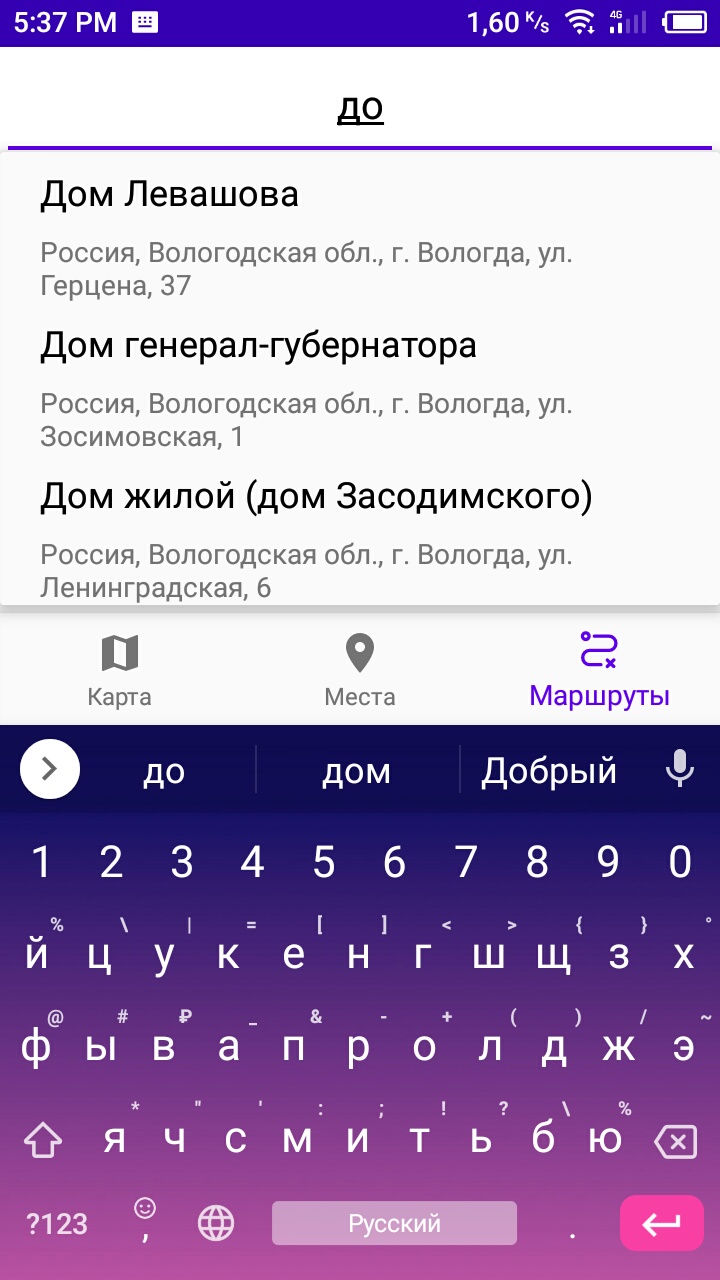 5:37 PM 1,60 K/s 4G
до
Дом Левашова
Россия, Вологодская обл., г. Вологда, ул.
Герцена, 37
Дом генерал-губернатора
Россия, Вологодская обл., г. Вологда, ул.
Зосимовская, 1
Дом жилой (дом Засодимского)
Россия, Вологодская обл., г. Вологда, ул.
Ленинградская, 6
Карта Места Маршруты
до дом Добрый
1 2 3 4 5 6 7 8 9 0
% \ | = [ ] < > { } °
й ц у к е н г ш щ з х
@ # ₽ _ & - + ( ) / ~
ф ы в а п р о л д ж э
* " ' : ; ! ? \ %
я ч с м и т ь б ю
?123 , Русский .